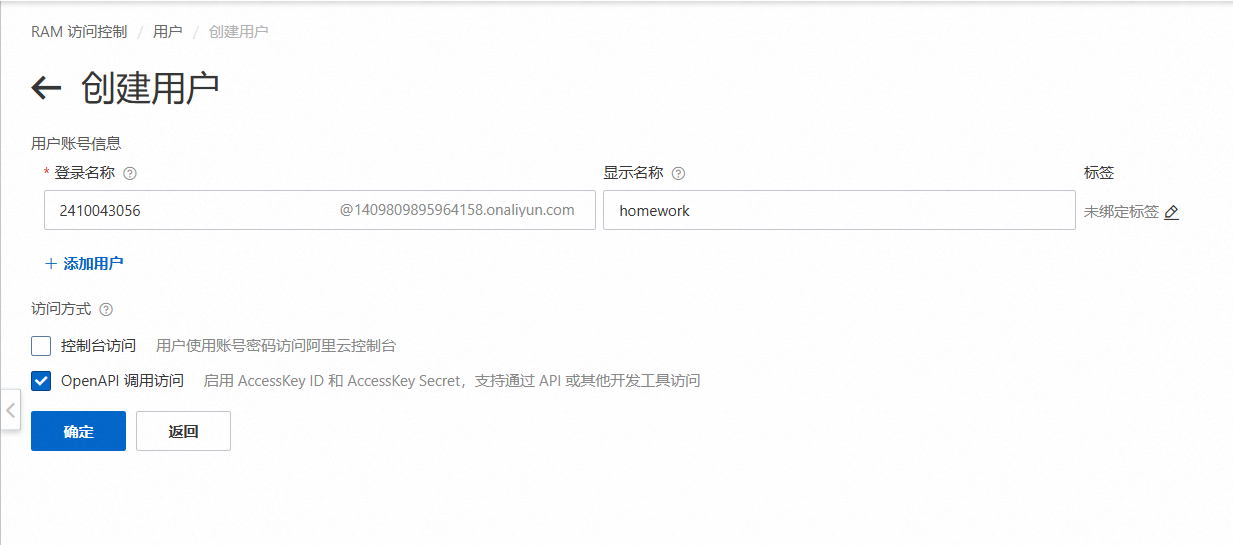 RAM 访问控制 / 用户 / 创建用户
创建用户
用户账号信息
* 登录名称 显示名称 标签
2410043056 @1409809895964158.onaliyun.com homework 未绑定标签
+ 添加用户
访问方式
控制台访问 用户使用账号密码访问阿里云控制台
OpenAPI 调用访问 启用 AccessKey ID 和 AccessKey Secret，支持通过 API 或其他开发工具访问
确定 返回